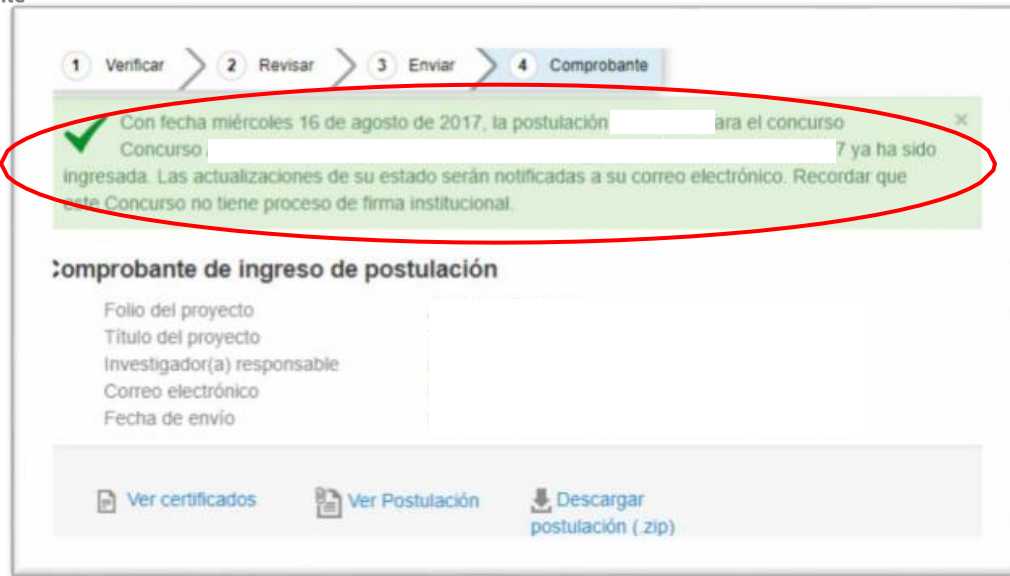 1 Verificar 2 Revisar 3 Enviar 4 Comprobante
Con fecha miércoles 16 de agosto de 2017, la postulación ara el concurso ×
Concurso 7 ya ha sido
ingresada. Las actualizaciones de su estado serán notificadas a su correo electrónico. Recordar que
este Concurso no tiene proceso de firma institucional.
Comprobante de ingreso de postulación
Folio del proyecto
Título del proyecto
Investigador(a) responsable
Correo electrónico
Fecha de envío
Ver certificados Ver Postulación Descargar
postulación (.zip)